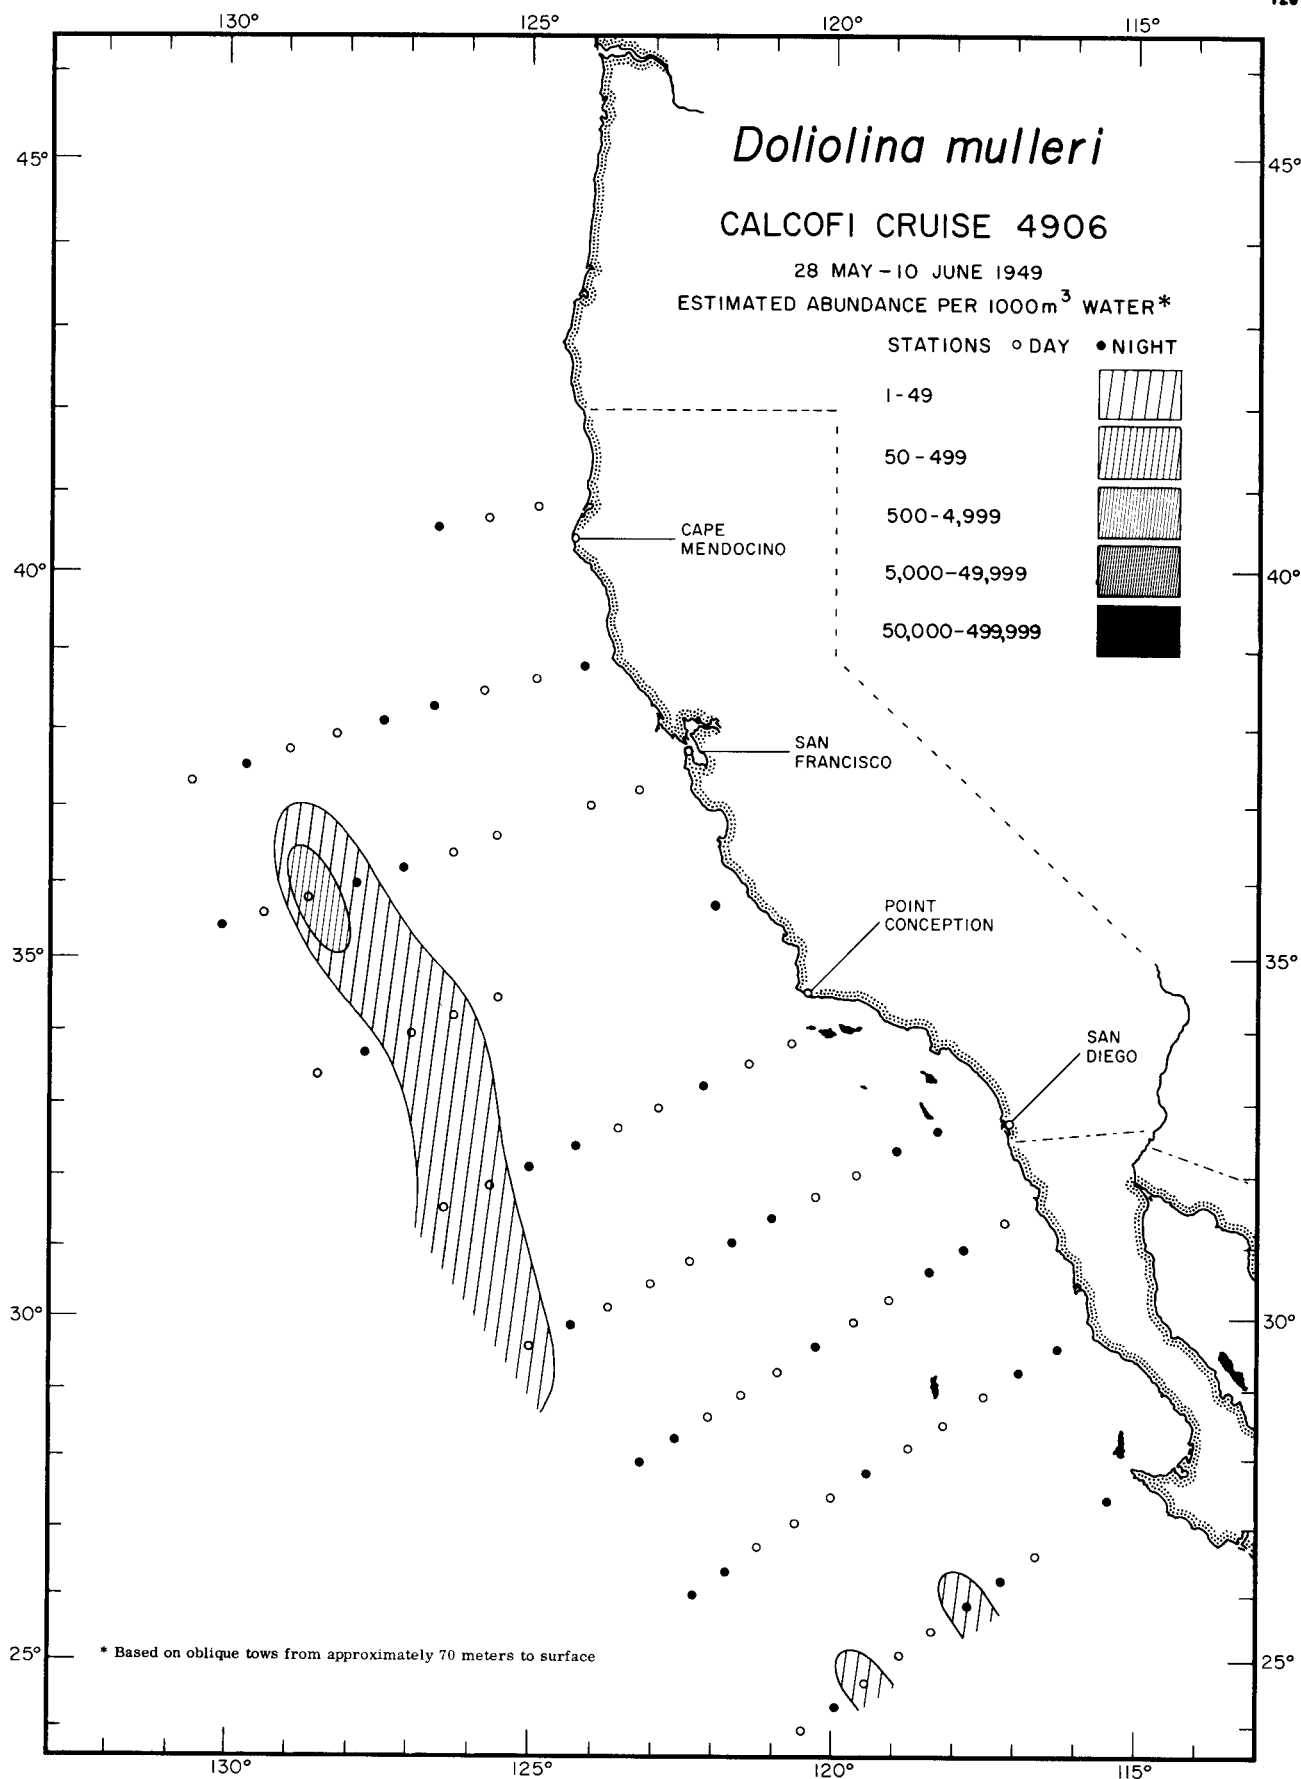 130° 125° 120° 115°
Doliolina mulleri
45° 45°
CALCOFI CRUISE 4906
28 MAY-10 JUNE 1949
ESTIMATED ABUNDANCE PER 1000m³ WATER*
STATIONS ○ DAY ● NIGHT
1-49
50-499
500-4,999
CAPE
MENDOCINO
40° 5,000-49,999 40°
50,000-499,999
SAN
FRANCISCO
POINT
CONCEPTION
35° 35°
SAN
DIEGO
30° 30°
25° * Based on oblique tows from approximately 70 meters to surface 25°
130° 125° 120° 115°